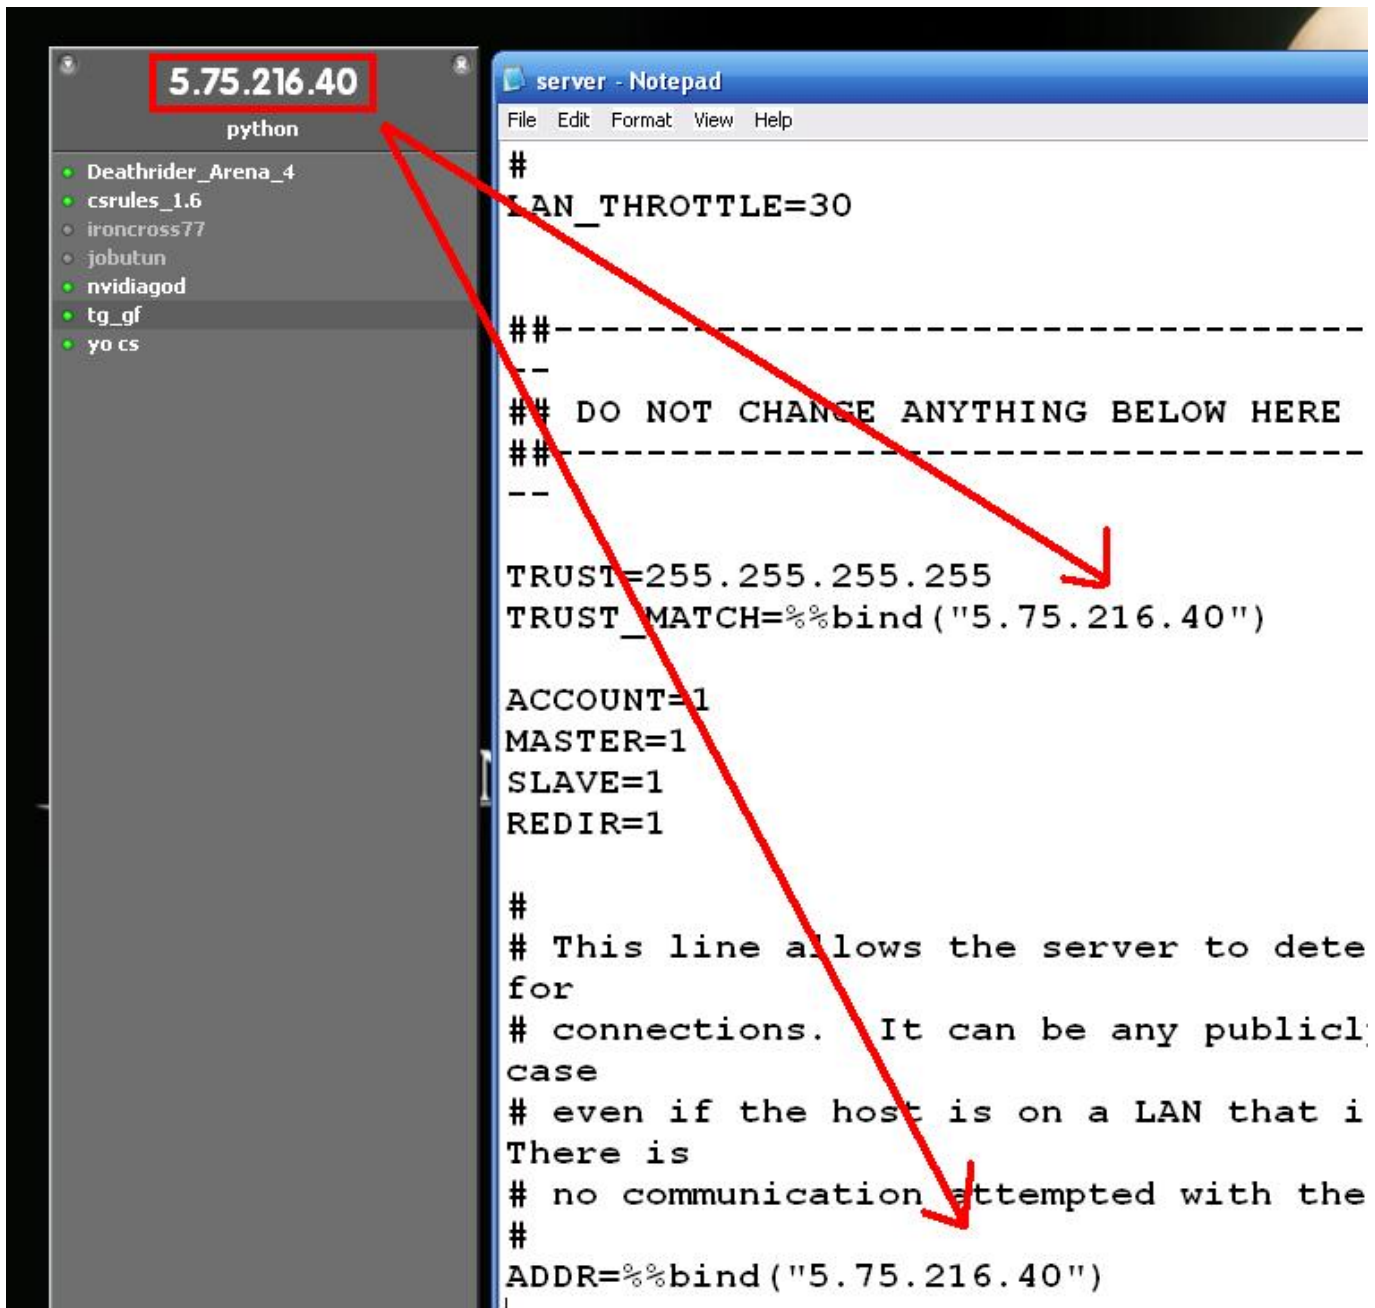 5.75.216.40
python
Deathrider_Arena_4
csrules_1.6
ironcross77
jobutun
nvidiagod
tg_gf
yo cs
server - Notepad
File Edit Format View Help
#
LAN_THROTTLE=30
##-----------------------------------
--
## DO NOT CHANGE ANYTHING BELOW HERE
##-----------------------------------
--
TRUST=255.255.255.255
TRUST_MATCH=%%bind("5.75.216.40")
ACCOUNT=1
MASTER=1
SLAVE=1
REDIR=1
#
# This line allows the server to dete
for
# connections. It can be any publicl
case
# even if the host is on a LAN that i
There is
# no communication attempted with the
#
ADDR=%%bind("5.75.216.40")